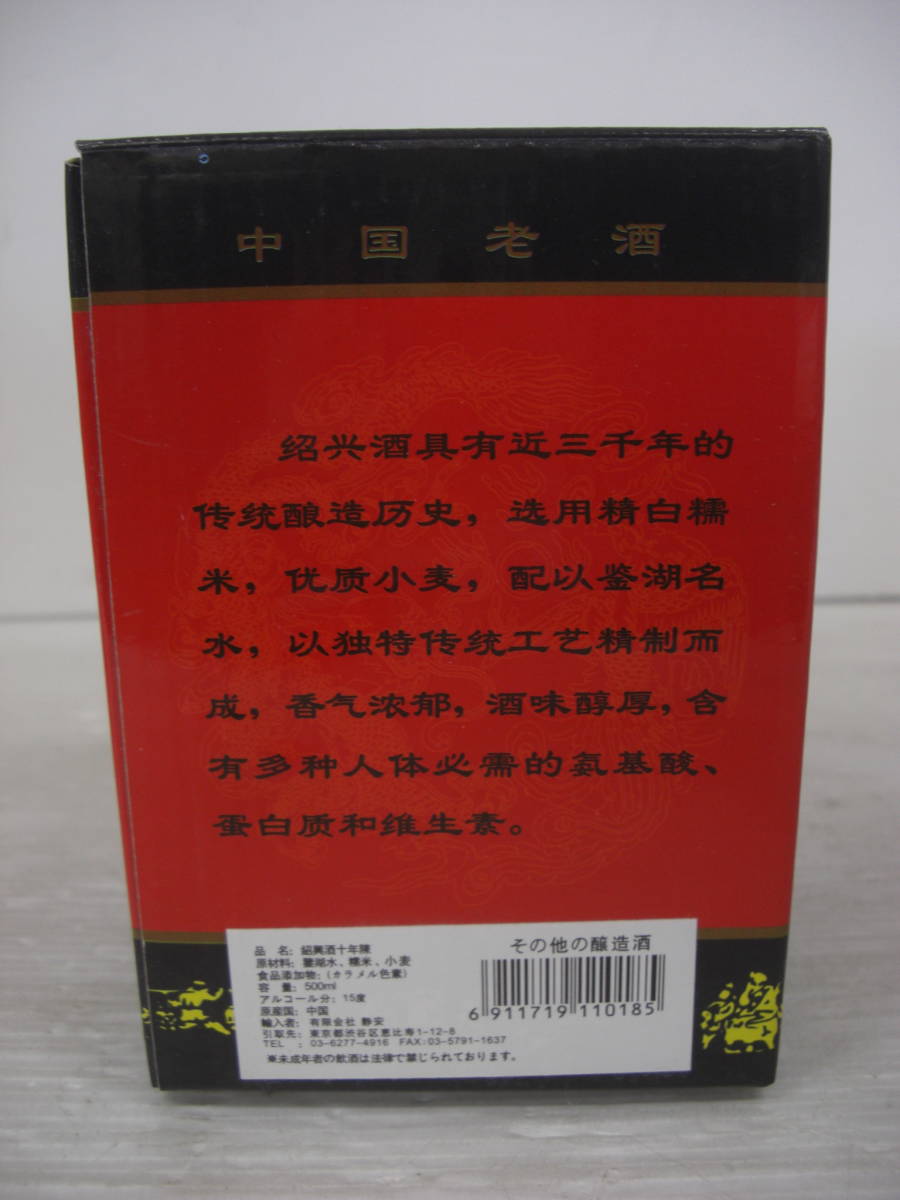 中国老酒
绍兴酒具有近三千年的
传统酿造历史，选用精白糯
米，优质小麦，配以鉴湖名
水，以独特传统工艺精制而
成，香气浓郁，酒味醇厚，含
有多种人体必需的氨基酸、
蛋白质和维生素。
品　名：紹興酒十年陳
原材料：鑒湖水、糯米、小麦
食品添加物：（カラメル色素）
容　量：500ml
アルコール分：15度
原産国：中国
輸入者：有限会社 静安
引取先：東京都渋谷区恵比寿1-12-8
TEL ： 03-6277-4916 FAX:03-5791-1637
※未成年者の飲酒は法律で禁じられております。
その他の醸造酒
6 911719 110185